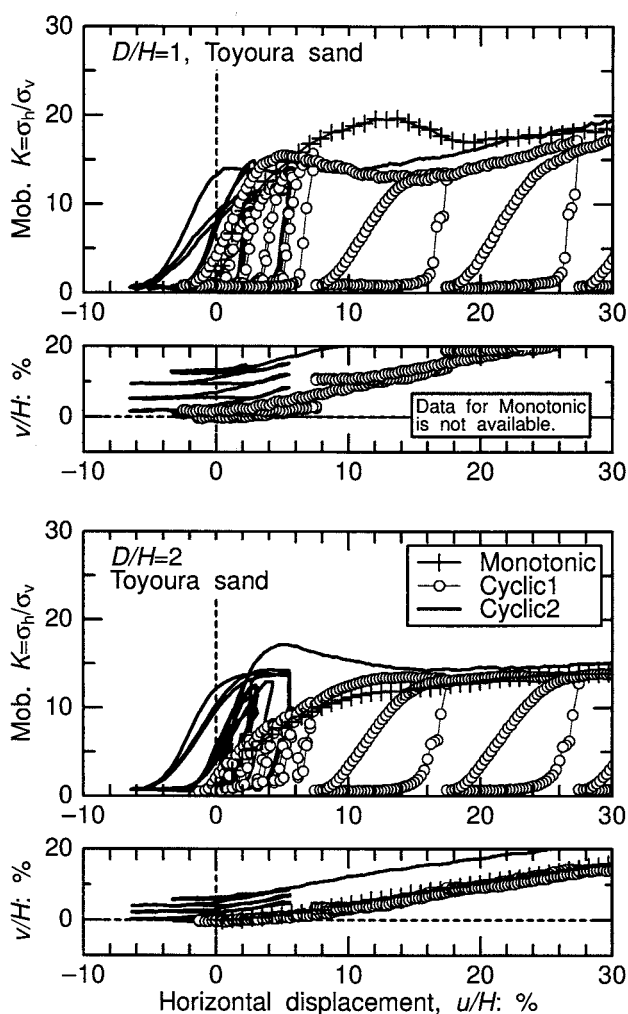 30
D/H=1, Toyoura sand
20
10
0
Mob. K=σh/σv
−10 0 10 20 30
20
0
v/H: %
Data for Monotonic
is not available.
−10 0 10 20 30
30
D/H=2
Toyoura sand
Monotonic
Cyclic1
Cyclic2
20
10
0
Mob. K=σh/σv
−10 0 10 20 30
20
0
v/H: %
−10 0 10 20 30
Horizontal displacement, u/H: %